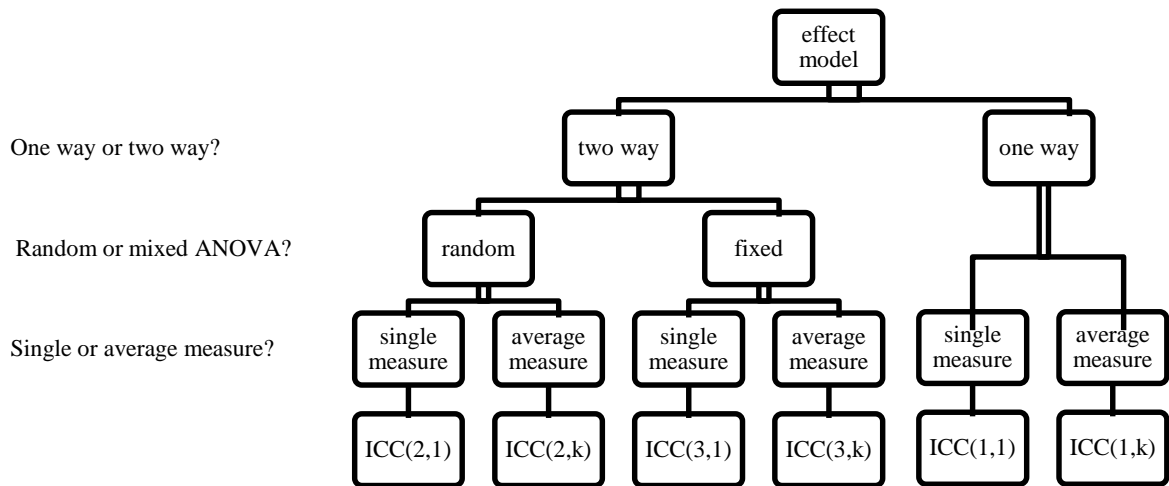 effect
model
One way or two way?
two way
one way
Random or mixed ANOVA?
random
fixed
Single or average measure?
single
measure
average
measure
single
measure
average
measure
single
measure
average
measure
ICC(2,1)
ICC(2,k)
ICC(3,1)
ICC(3,k)
ICC(1,1)
ICC(1,k)